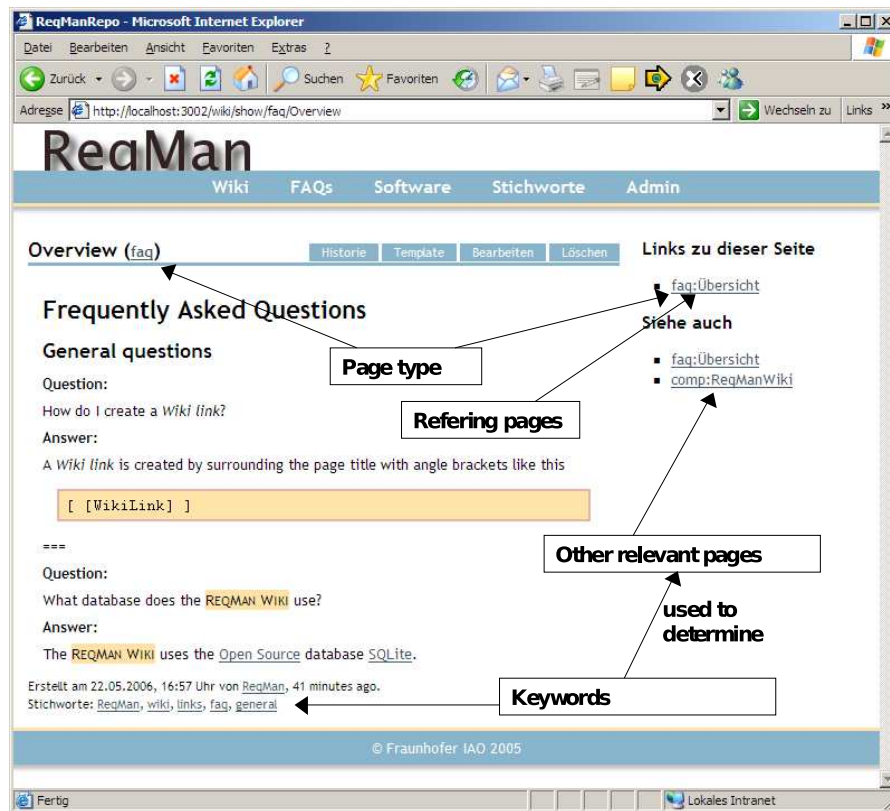 ReqManRepo - Microsoft Internet Explorer
Datei Bearbeiten Ansicht Favoriten Extras ?
Zurück Suchen Favoriten
Adresse http://localhost:3002/wiki/show/faq/Overview Wechseln zu Links »
ReqMan
Wiki FAQs Software Stichworte Admin
Overview (faq) Historie Template Bearbeiten Löschen
Links zu dieser Seite
faq:Übersicht
Siehe auch
faq:Übersicht
comp:ReqManWiki
Frequently Asked Questions
General questions
Page type
Question:
Refering pages
How do I create a Wiki link?
Answer:
A Wiki link is created by surrounding the page title with angle brackets like this
[ [WikiLink] ]
===
Other relevant pages
Question:
What database does the REQMAN WIKI use?
used to
determine
Answer:
The REQMAN WIKI uses the Open Source database SQLite.
Erstellt am 22.05.2006, 16:57 Uhr von ReqMan, 41 minutes ago.
Keywords
Stichworte: ReqMan, wiki, links, faq, general
© Fraunhofer IAO 2005
Fertig Lokales Intranet